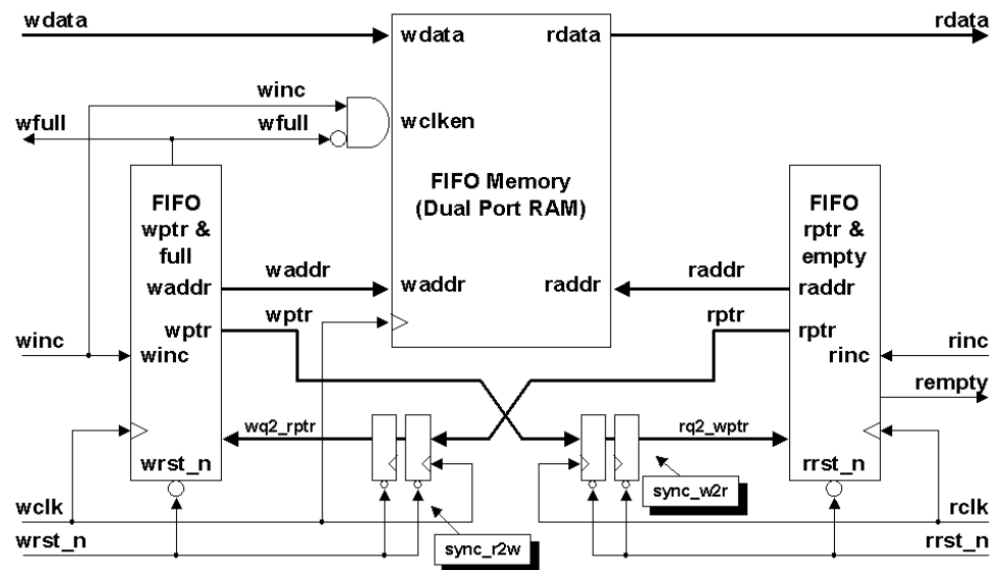 wdata
rdata
wdata
rdata
winc
wfull
wfull
wclken
FIFO Memory
(Dual Port RAM)
FIFO
wptr &
full
FIFO
rptr &
empty
waddr
waddr
waddr
raddr
raddr
raddr
wptr
wptr
rptr
rptr
winc
winc
rinc
rinc
rempty
wq2_rptr
rq2_wptr
wrst_n
rrst_n
sync_w2r
wclk
rclk
wrst_n
sync_r2w
rrst_n